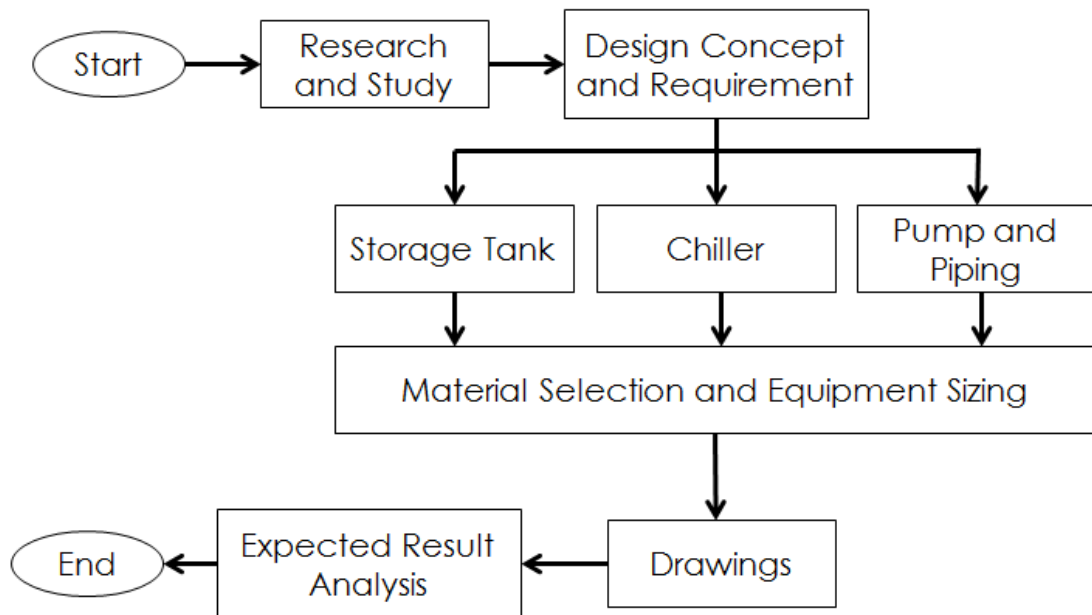 Start
Research
and Study
Design Concept
and Requirement
Storage Tank
Chiller
Pump and
Piping
Material Selection and Equipment Sizing
End
Expected Result
Analysis
Drawings